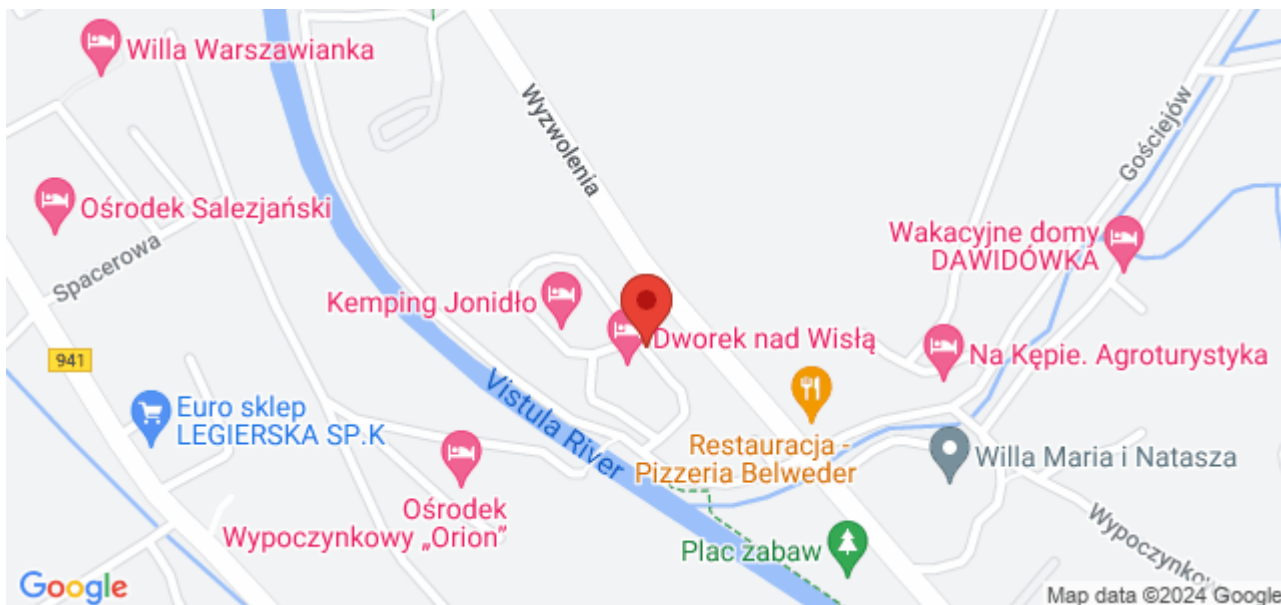 Willa Warszawianka
Wyzwolenia
Gościejów
Ośrodek Salezjański
Spacerowa
Wakacyjne domy
DAWIDÓWKA
Kemping Jonidło
Dworek nad Wisłą
Na Kępie. Agroturystyka
941
Euro sklep
LEGIERSKA SP.K
Vistula River
Restauracja -
Pizzeria Belweder
Willa Maria i Natasza
Ośrodek
Wypoczynkowy „Orion”
Wypoczynkow
Plac zabaw
Google
Map data ©2024 Google